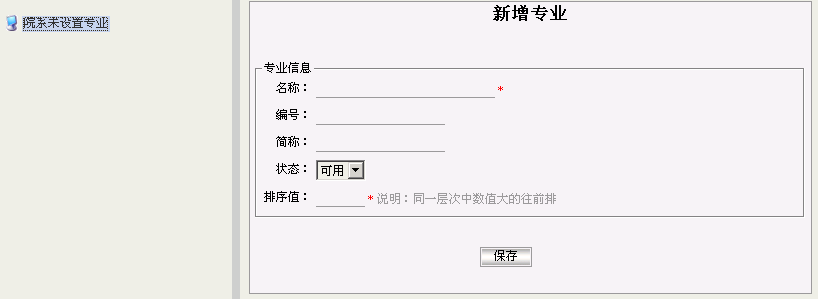 院系未设置专业
新增专业
专业信息
名称： *
编号：
简称：
状态： 可用
排序值： * 说明：同一层次中数值大的往前排
保存